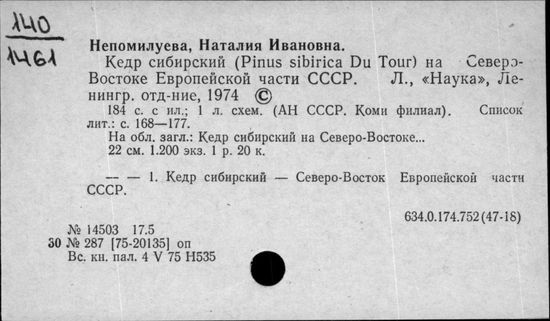 140
1461
Непомилуева, Наталия Ивановна.
Кедр сибирский (Pinus sibirica Du Tour) на Северо-
Востоке Европейской части СССР. Л., «Наука», Ле-
нингр. отд-ние, 1974 ©
184 с. с ил.; 1 л. схем. (АН СССР. Коми филиал). Список
лит.: с. 168—177.
На обл. загл.: Кедр сибирский на Северо-Востоке...
22 см. 1.200 экз. 1 р. 20 к.
— — 1. Кедр сибирский — Северо-Восток Европейской части
СССР.
634.0.174.752 (47-18)
№ 14503 17.5
30 № 287 [75-20135] оп
Вс. кн. пал. 4 V 75 Н535